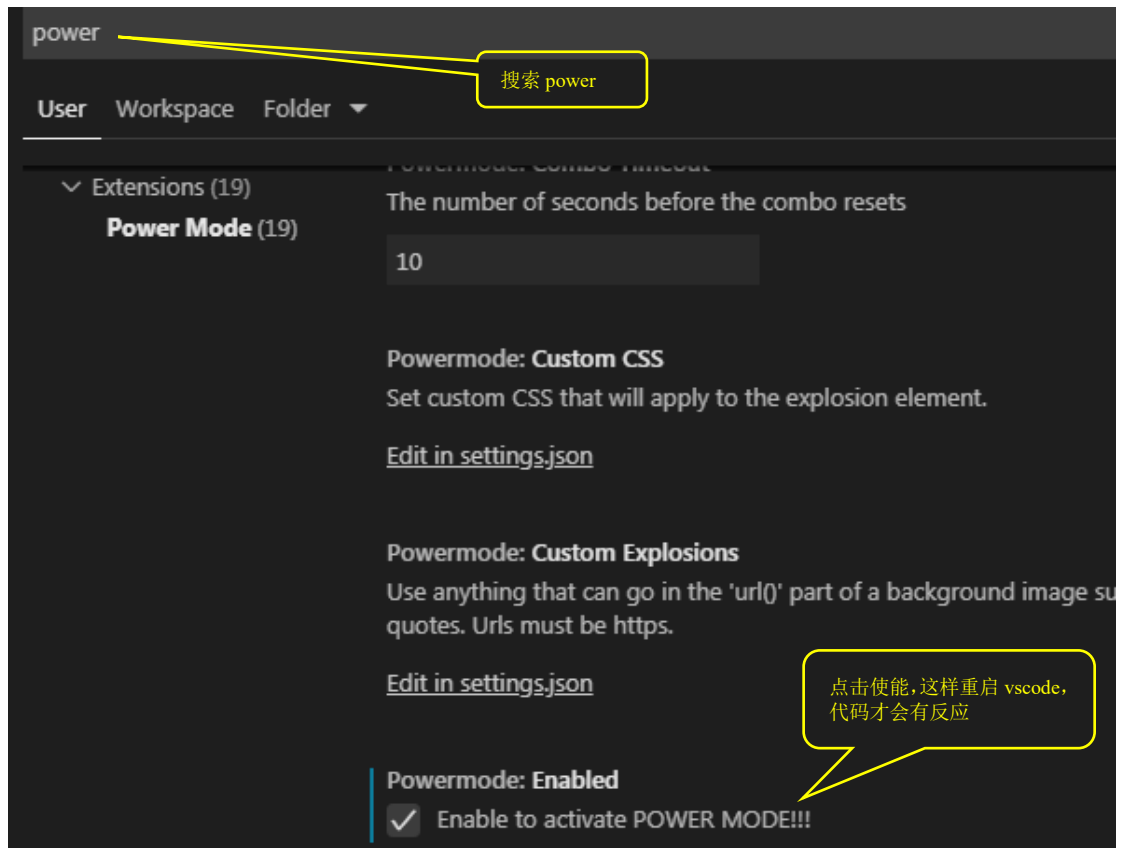 power
搜索 power
User Workspace Folder
Extensions (19)
Power Mode (19)
Powermode: Combo Timeout
The number of seconds before the combo resets
10
Powermode: Custom CSS
Set custom CSS that will apply to the explosion element.
Edit in settings.json
Powermode: Custom Explosions
Use anything that can go in the 'url()' part of a background image su
quotes. Urls must be https.
Edit in settings.json
点击使能，这样重启 vscode，
代码才会有反应
Powermode: Enabled
Enable to activate POWER MODE!!!